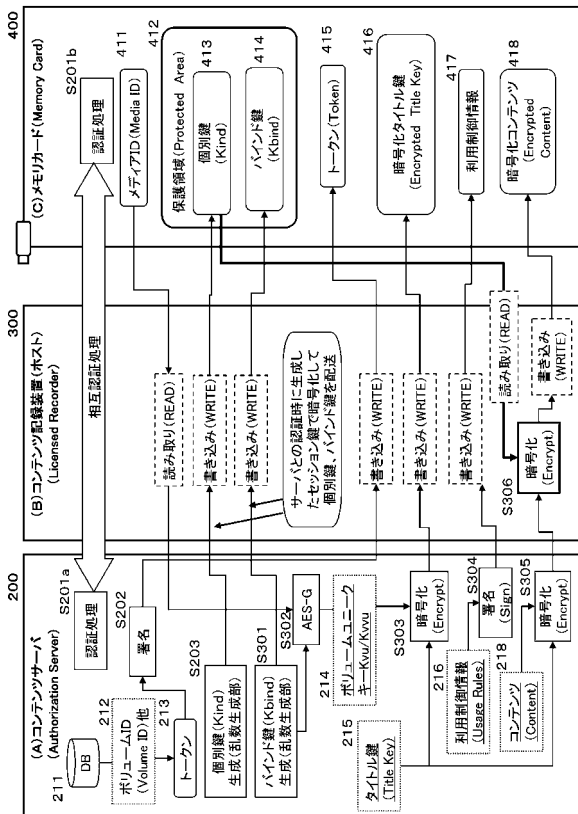 200
(A)コンテンツサーバ
(Authorization Server)
211
DB
212
ボリュームID
(Volume ID)他
213
トークン
S201a
認証処理
S202
署名
S203
個別鍵(Kind)
生成(乱数生成部)
S301
バインド鍵(Kbind)
生成(乱数生成部)
S302
AES-G
214
ボリュームユニーク
キーKvu/Kvvu
S303
暗号化
(Encrypt)
215
タイトル鍵
(Title Key)
216
利用制御情報
(Usage Rules)
S304
署名
(Sign)
218
コンテンツ
(Content)
S305
暗号化
(Encrypt)
300
(B)コンテンツ記録装置(ホスト)
(Licensed Recorder)
相互認証処理
読み取り(READ)
書き込み(WRITE)
書き込み(WRITE)
サーバとの認証時に生成し
たセッション鍵で暗号化して
個別鍵、バインド鍵を配送
書き込み(WRITE)
書き込み(WRITE)
書き込み(WRITE)
読み取り(READ)
S306
暗号化
(Encrypt)
書き込み
(WRITE)
400
(C)メモリカード(Memory Card)
S201b
認証処理
411
メディアID(Media ID)
412
保護領域(Protected Area)
413
個別鍵
(Kind)
414
バインド鍵
(Kbind)
415
トークン(Token)
416
暗号化タイトル鍵
(Encrypted Title Key)
417
利用制御情報
418
暗号化コンテンツ
(Encrypted
Content)